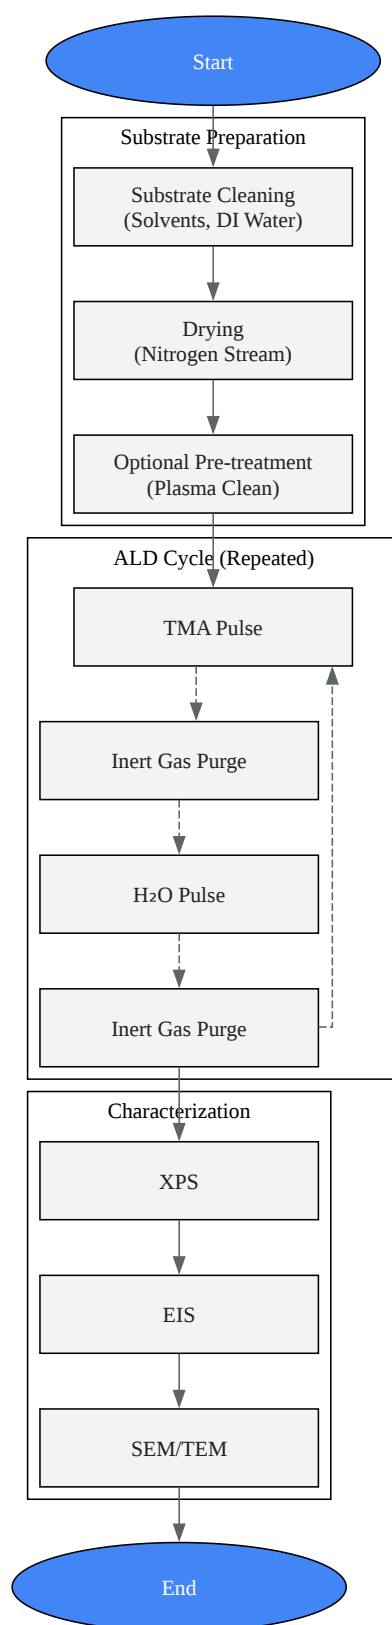 Start
Substrate Preparation
Substrate Cleaning
(Solvents, DI Water)
Drying
(Nitrogen Stream)
Optional Pre-treatment
(Plasma Clean)
ALD Cycle (Repeated)
TMA Pulse
Inert Gas Purge
H₂O Pulse
Inert Gas Purge
Characterization
XPS
EIS
SEM/TEM
End